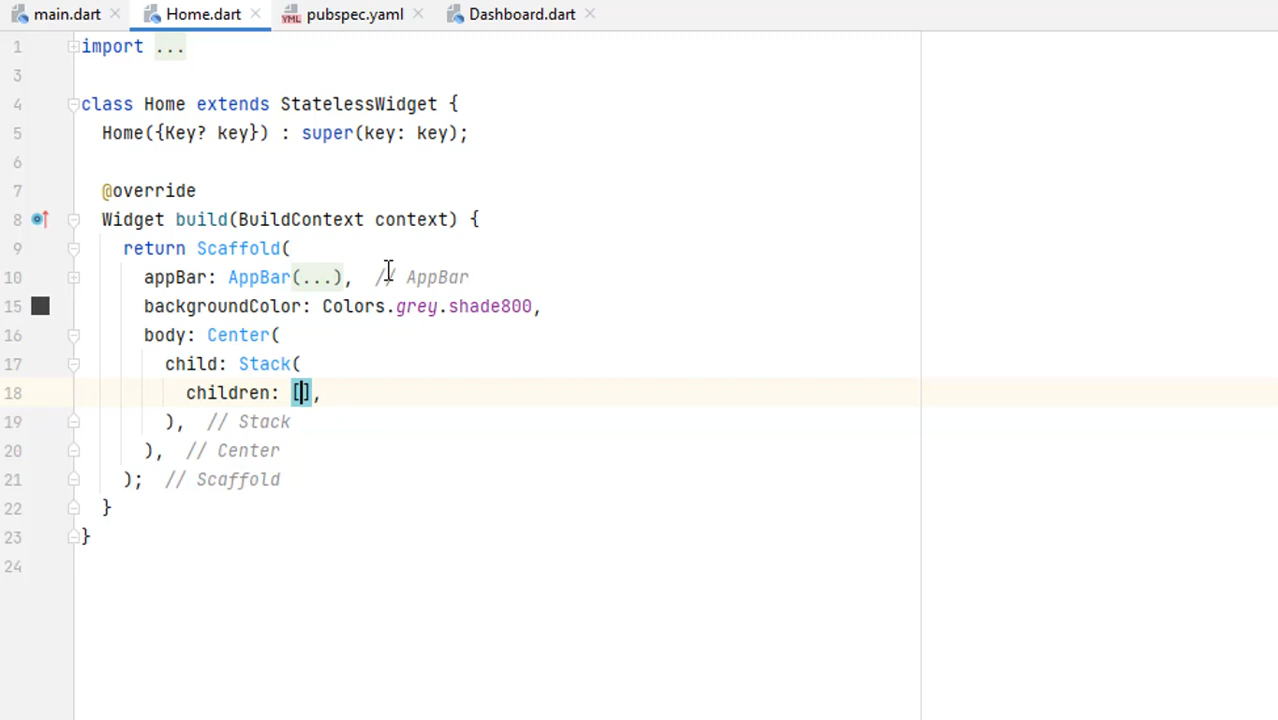 main.dart Home.dart pubspec.yaml Dashboard.dart
1 import ...
3
4 class Home extends StatelessWidget {
5 Home({Key? key}) : super(key: key);
6
7 @override
8 Widget build(BuildContext context) {
9 return Scaffold(
10 appBar: AppBar(...), // AppBar
15 backgroundColor: Colors.grey.shade800,
16 body: Center(
17 child: Stack(
18 children: [],
19 ), // Stack
20 ), // Center
21 ); // Scaffold
22 }
23 }
24